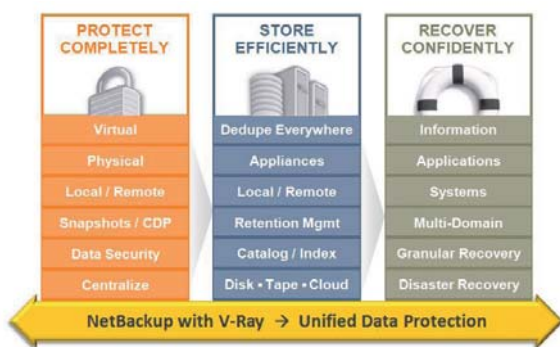 PROTECT
COMPLETELY
Virtual
Physical
Local / Remote
Snapshots / CDP
Data Security
Centralize
STORE
EFFICIENTLY
Dedupe Everywhere
Appliances
Local / Remote
Retention Mgmt
Catalog / Index
Disk ▪ Tape ▪ Cloud
RECOVER
CONFIDENTLY
Information
Applications
Systems
Multi-Domain
Granular Recovery
Disaster Recovery
NetBackup with V-Ray → Unified Data Protection